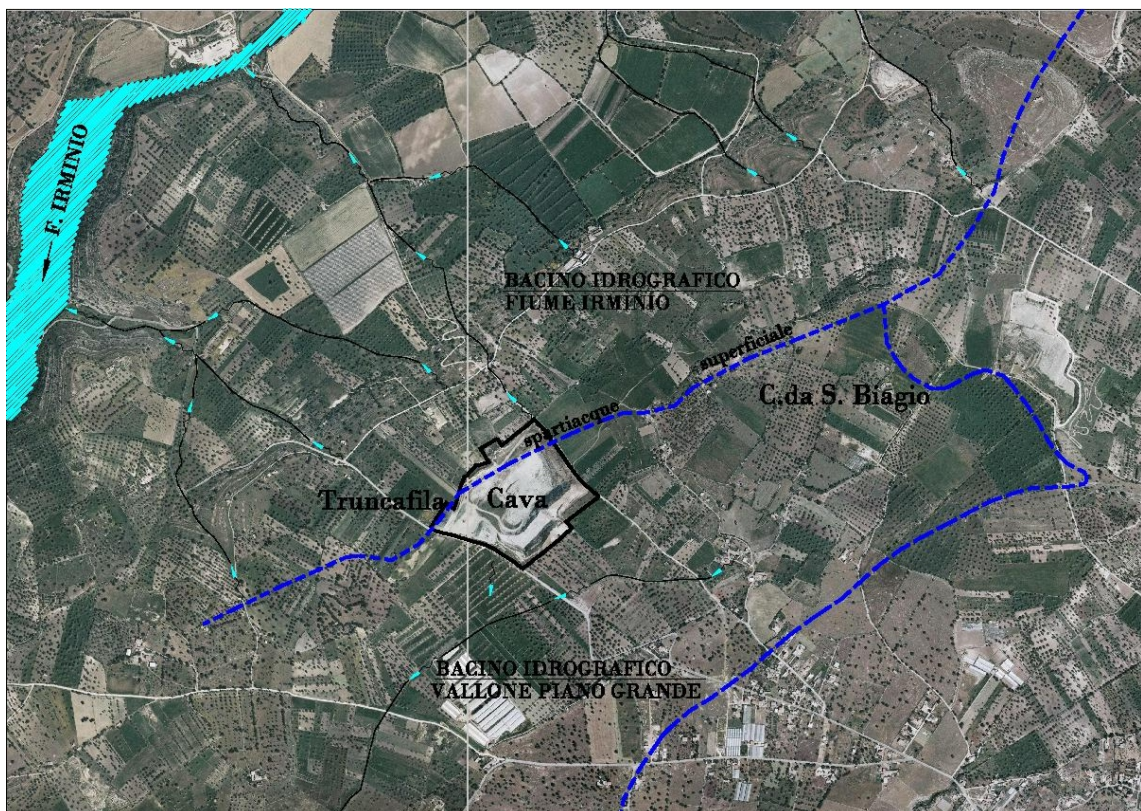 F. IRMINIO
BACINO IDROGRAFICO
FIUME IRMINIO
superficiale
C.da S. Biagio
spartiacque
Truncafila
Cava
BACINO IDROGRAFICO
VALLONE PIANO GRANDE